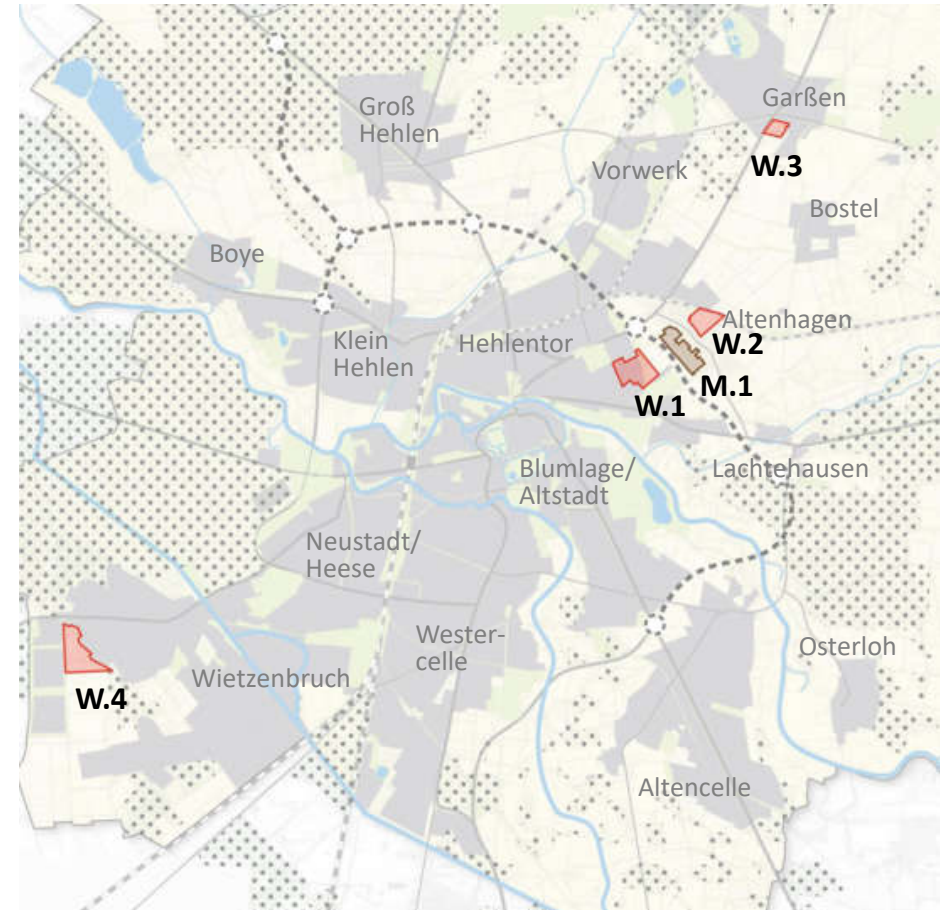 Groß
Hehlen
Garßen
W.3
Vorwerk
Bostel
Boye
Klein
Hehlen
Hehlentor
Altenhagen
W.2
M.1
W.1
Blumlage/
Altstadt
Lachtehausen
Neustadt/
Heese
Wester-
celle
Osterloh
W.4
Wietzenbruch
Altencelle